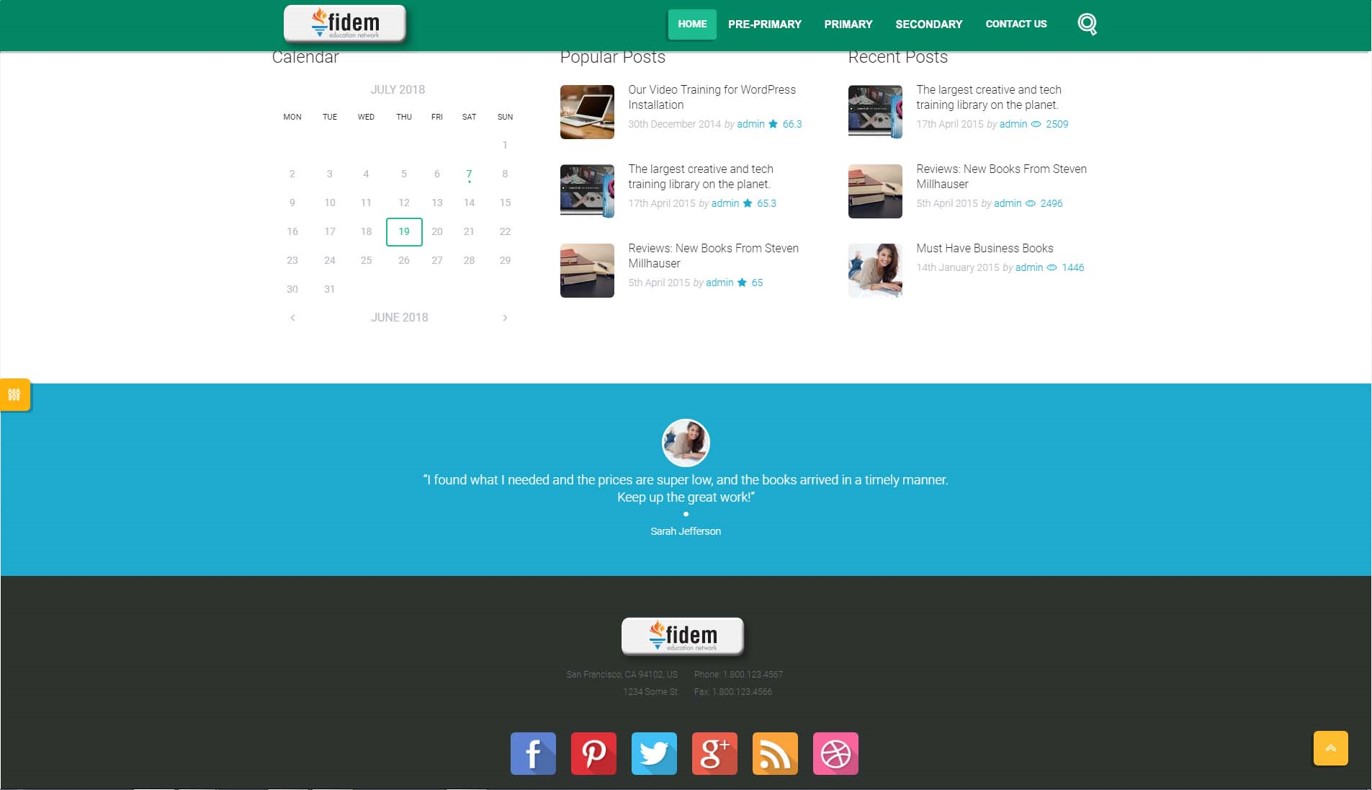 fidem
education network
HOME PRE-PRIMARY PRIMARY SECONDARY CONTACT US
Calendar
JULY 2018
MON TUE WED THU FRI SAT SUN
1
2 3 4 5 6 7 8
9 10 11 12 13 14 15
16 17 18 19 20 21 22
23 24 25 26 27 28 29
30 31
JUNE 2018
Popular Posts
Our Video Training for WordPress
Installation
30th December 2014 by admin 66.3
The largest creative and tech
training library on the planet.
17th April 2015 by admin 65.3
Reviews: New Books From Steven
Millhauser
5th April 2015 by admin 65
Recent Posts
The largest creative and tech
training library on the planet.
17th April 2015 by admin 2509
Reviews: New Books From Steven
Millhauser
5th April 2015 by admin 2496
Must Have Business Books
14th January 2015 by admin 1446
“I found what I needed and the prices are super low, and the books arrived in a timely manner.
Keep up the great work!”
Sarah Jefferson
fidem
education network
San Francisco, CA 94102, US Phone: 1.800.123.4567
1234 Some St Fax: 1.800.123.4566
f g+